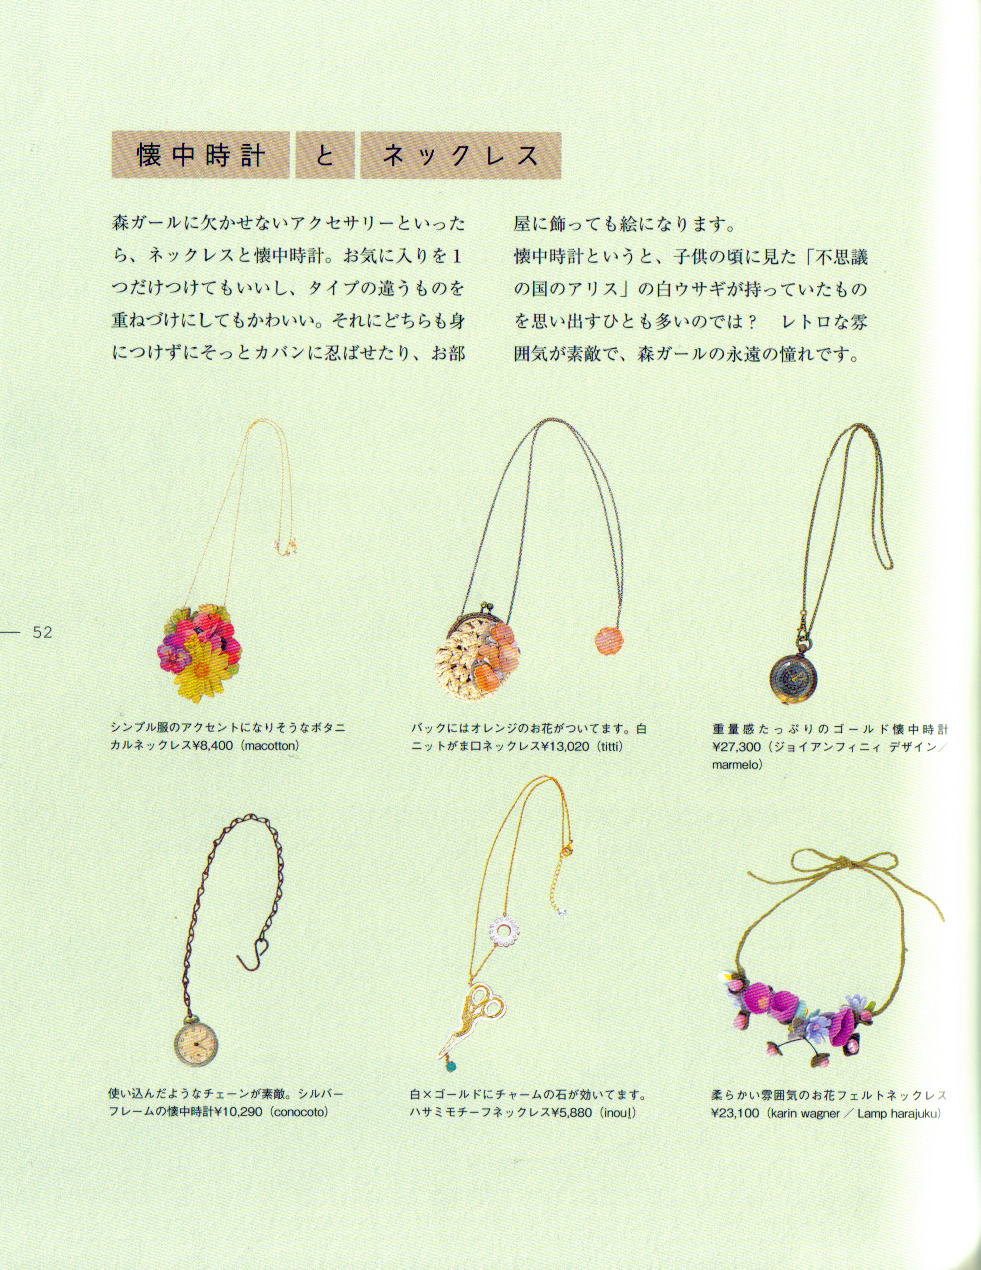 懐中時計 と ネックレス
森ガールに欠かせないアクセサリーといった
ら、ネックレスと懐中時計。お気に入りを１
つだけつけてもいいし、タイプの違うものを
重ねづけにしてもかわいい。それにどちらも身
につけずにそっとカバンに忍ばせたり、お部
屋に飾っても絵になります。
懐中時計というと、子供の頃に見た「不思議
の国のアリス」の白ウサギが持っていたもの
を思い出すひとも多いのでは？　レトロな雰
囲気が素敵で、森ガールの永遠の憧れです。
52
シンプル服のアクセントになりそうなボタニ
カルネックレス¥8,400（macotton）
バックにはオレンジのお花がついてます。白
ニットがま口ネックレス¥13,020（titti）
重量感たっぷりのゴールド懐中時計
¥27,300（ジョイアンフィニィ デザイン／
marmelo）
使い込んだようなチェーンが素敵。シルバー
フレームの懐中時計¥10,290（conocoto）
白×ゴールドにチャームの石が効いてます。
ハサミモチーフネックレス¥5,880（inou!）
柔らかい雰囲気のお花フェルトネックレス
¥23,100（karin wagner ／ Lamp harajuku）